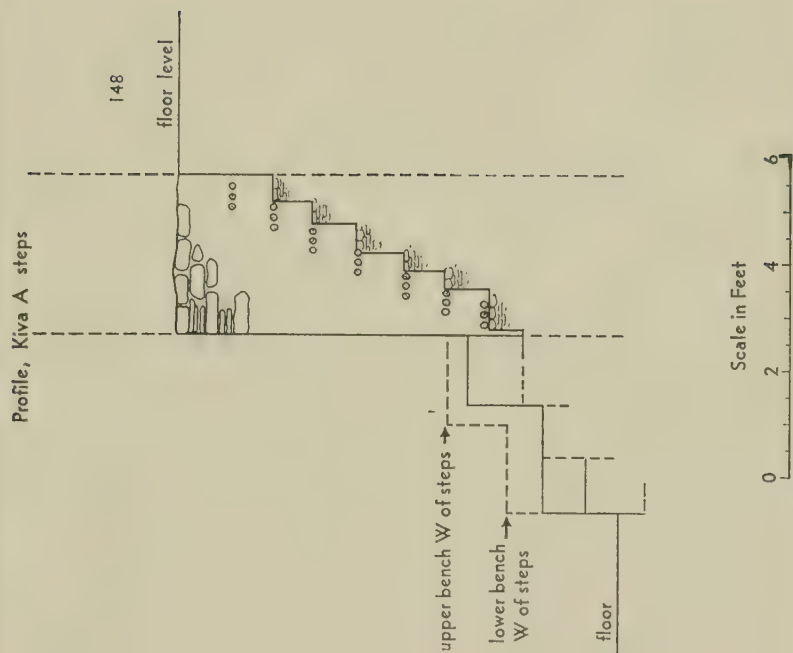 Profile, Kiva A steps
148
floor level
upper bench W of steps
lower bench
W of steps
floor
0 2 4 6
Scale in Feet